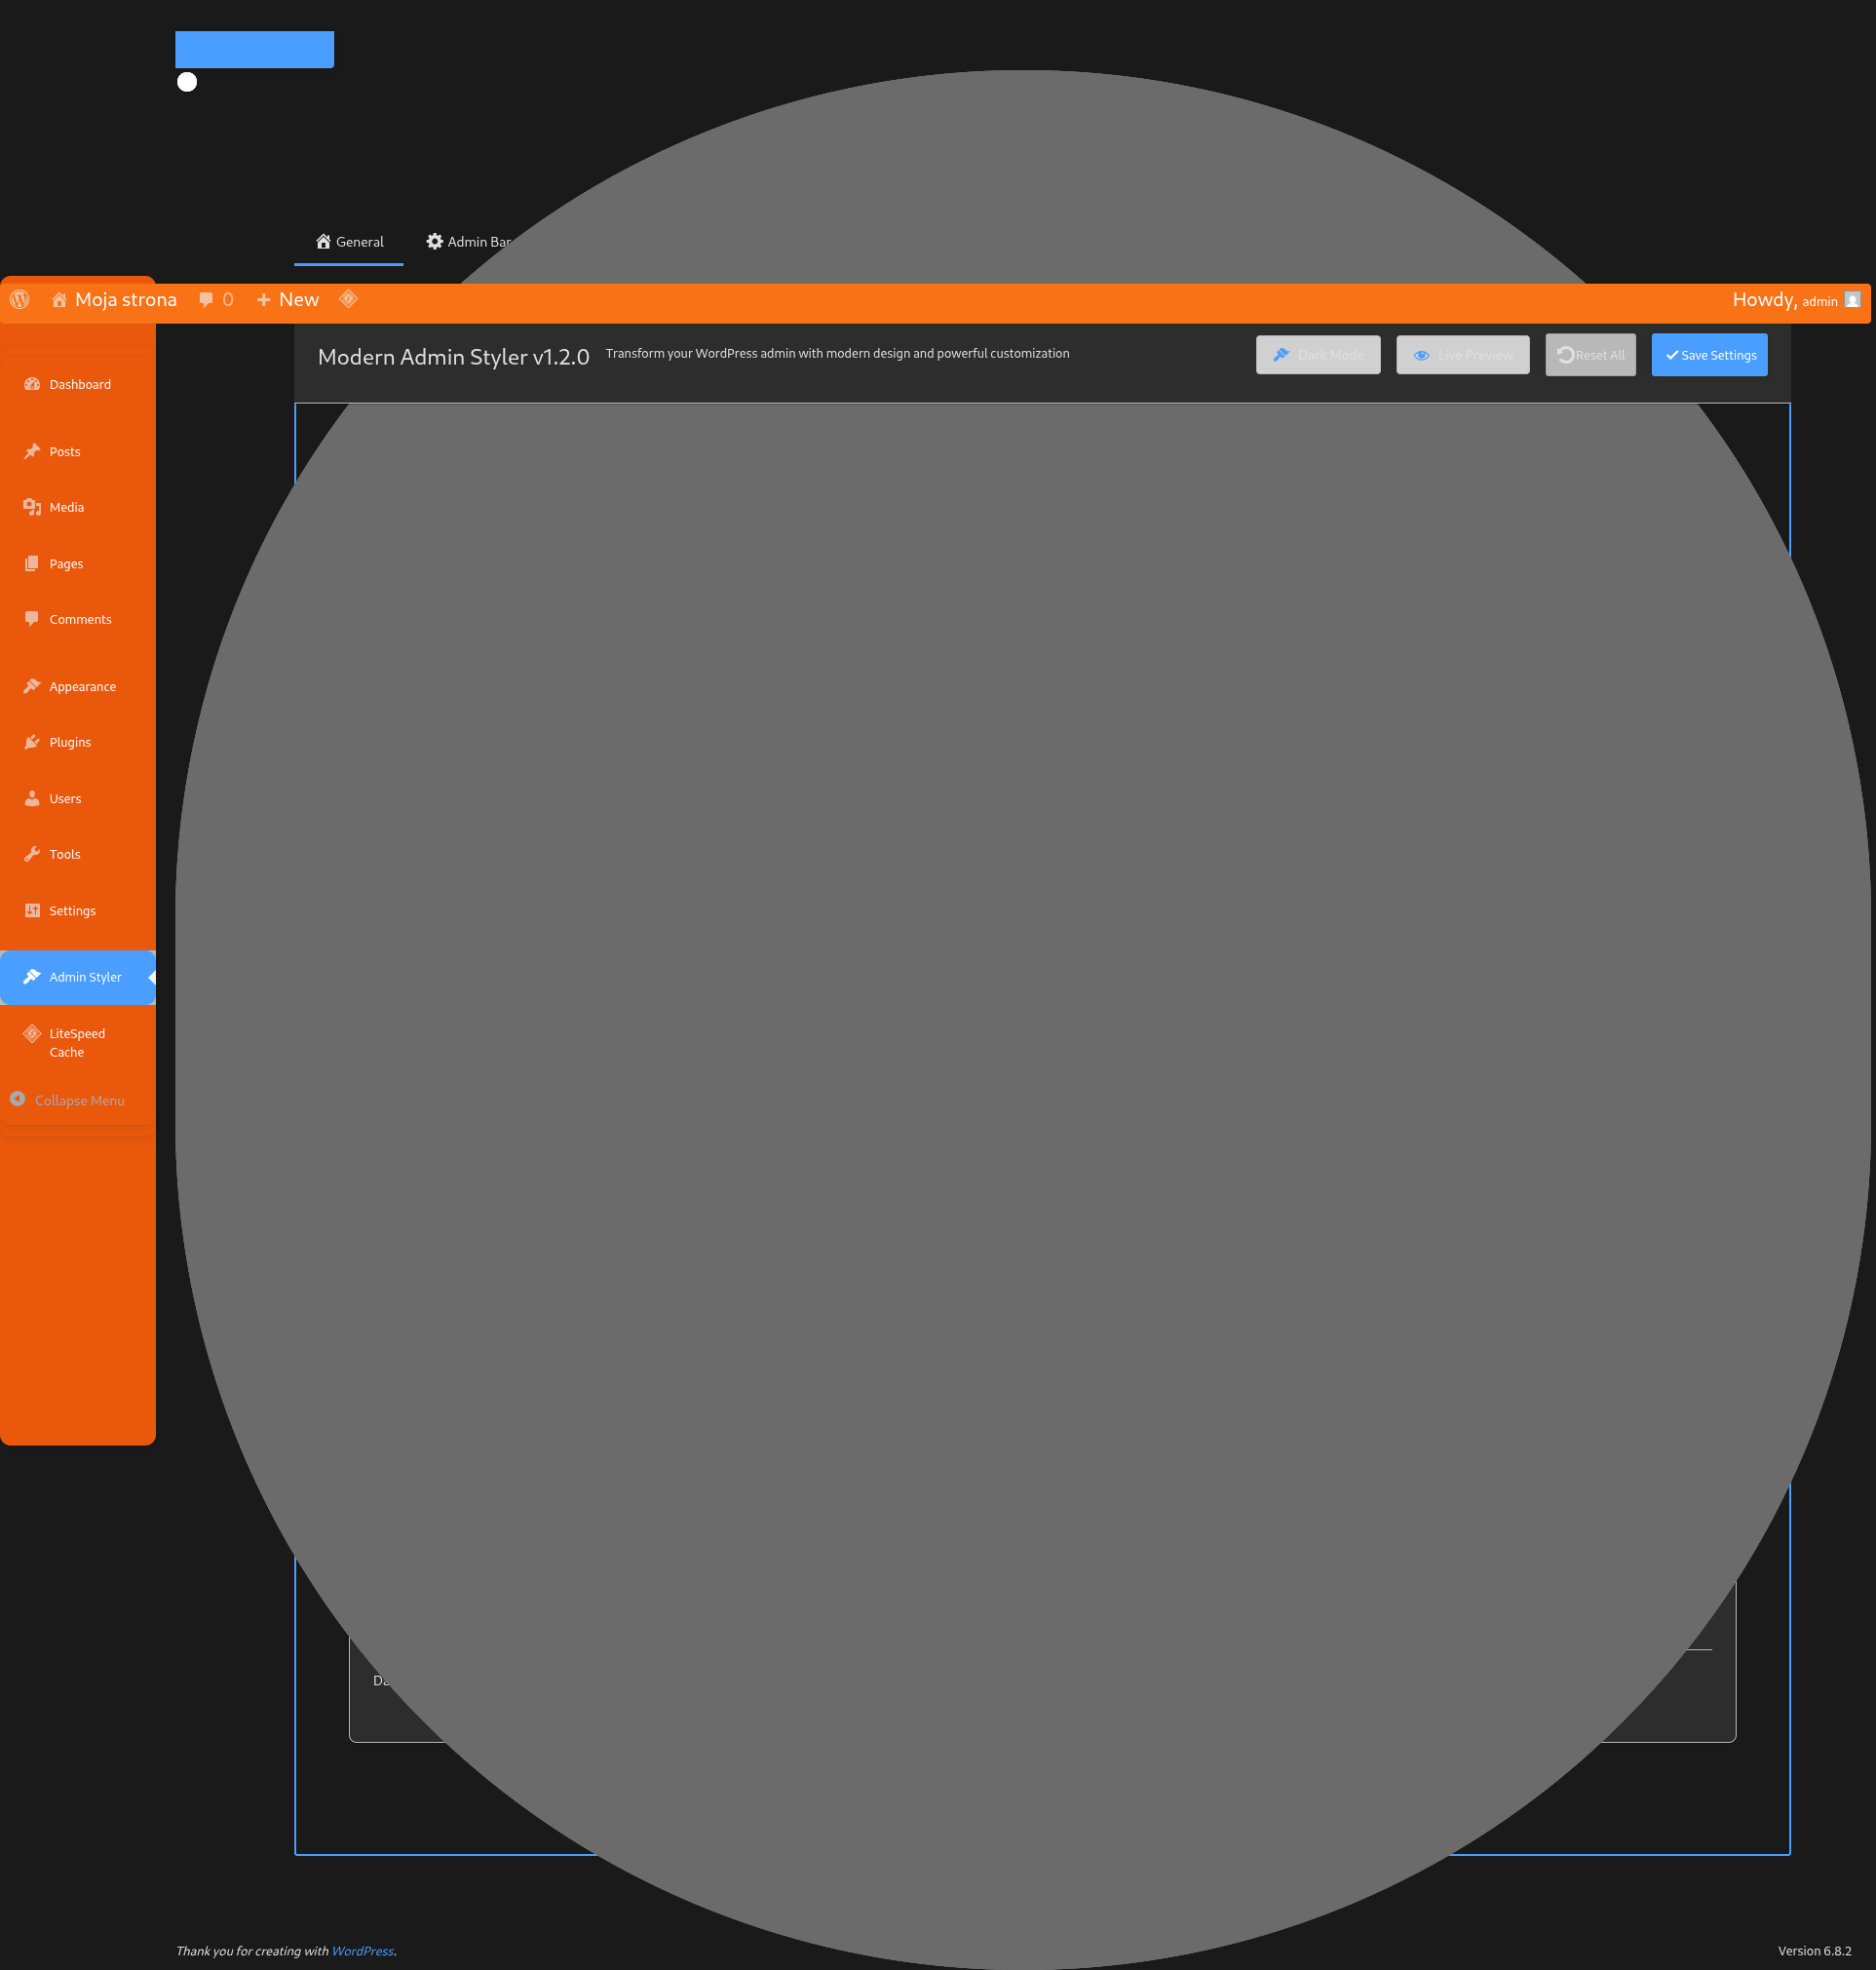 General
Admin Bar
Moja strona
0
New
Howdy, admin
Modern Admin Styler v1.2.0
Transform your WordPress admin with modern design and powerful customization
Dark Mode
Live Preview
Reset All
Save Settings
Dashboard
Posts
Media
Pages
Comments
Appearance
Plugins
Users
Tools
Settings
Admin Styler
LiteSpeed
Cache
Collapse Menu
Thank you for creating with WordPress.
Version 6.8.2